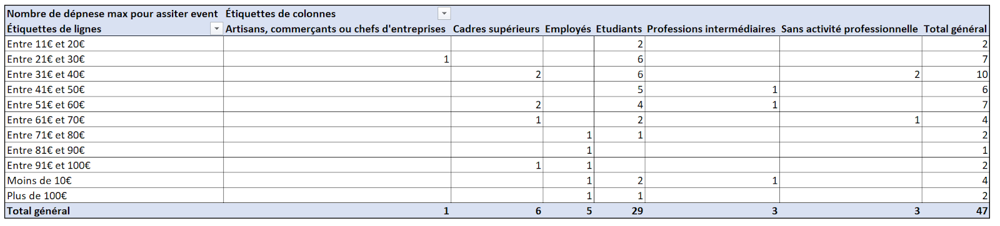 Nombre de dépnese max pour assiter event Étiquettes de colonnes
Étiquettes de lignes Artisans, commerçants ou chefs d'entreprises Cadres supérieurs Employés Etudiants Professions intermédiaires Sans activité professionnelle Total général
Entre 11€ et 20€ 2 2
Entre 21€ et 30€ 1 6 7
Entre 31€ et 40€ 2 6 2 10
Entre 41€ et 50€ 5 1 6
Entre 51€ et 60€ 2 4 1 7
Entre 61€ et 70€ 1 2 1 4
Entre 71€ et 80€ 1 1 2
Entre 81€ et 90€ 1 1
Entre 91€ et 100€ 1 1 2
Moins de 10€ 1 2 1 4
Plus de 100€ 1 1 2
Total général 1 6 5 29 3 3 47